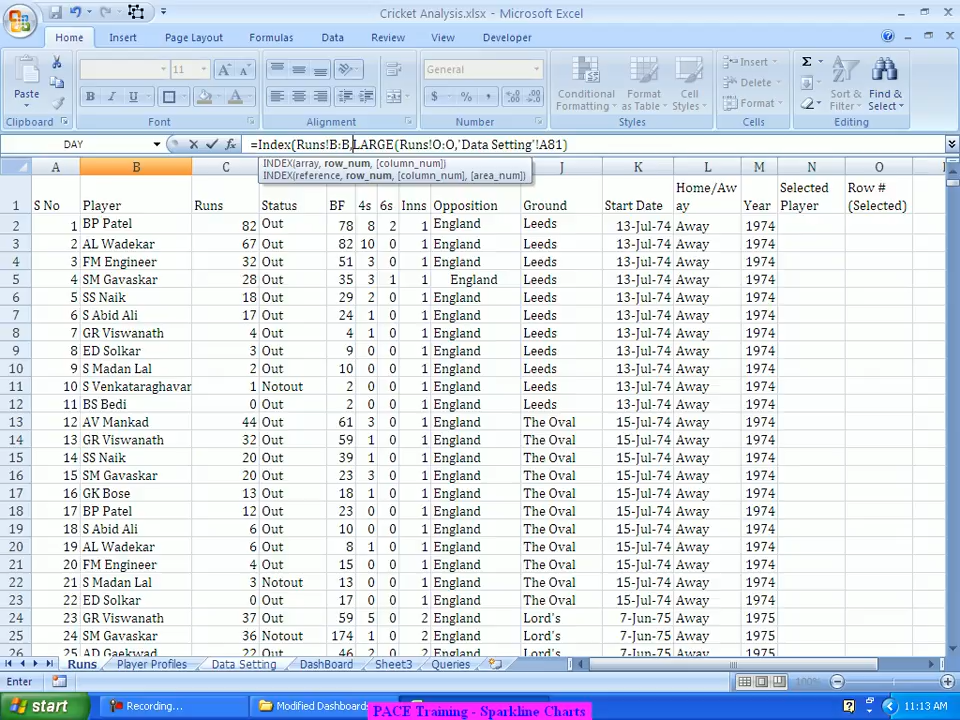 Cricket Analysis.xlsx - Microsoft Excel
Home Insert Page Layout Formulas Data Review View Developer
11 General
Paste B I U $ % , Conditional Formatting Format as Table Cell Styles Insert Delete Format Σ Sort & Filter Find & Select
Clipboard Font Alignment Number Styles Cells Editing
DAY fx =Index(Runs!B:B,LARGE(Runs!O:O,'Data Setting'!A81)
INDEX(array, row_num, [column_num])
INDEX(reference, row_num, [column_num], [area_num])
A B C D E F G H I J K L M N O
1 S No Player Runs Status BF 4s 6s Inns Opposition Ground Start Date Home/Away Year Selected Player Row # (Selected)
2 1 BP Patel 82 Out 78 8 2 1 England Leeds 13-Jul-74 Away 1974
3 2 AL Wadekar 67 Out 82 10 0 1 England Leeds 13-Jul-74 Away 1974
4 3 FM Engineer 32 Out 51 3 0 1 England Leeds 13-Jul-74 Away 1974
5 4 SM Gavaskar 28 Out 35 3 1 1 England Leeds 13-Jul-74 Away 1974
6 5 SS Naik 18 Out 29 2 0 1 England Leeds 13-Jul-74 Away 1974
7 6 S Abid Ali 17 Out 24 1 0 1 England Leeds 13-Jul-74 Away 1974
8 7 GR Viswanath 4 Out 4 1 0 1 England Leeds 13-Jul-74 Away 1974
9 8 ED Solkar 3 Out 9 0 0 1 England Leeds 13-Jul-74 Away 1974
10 9 S Madan Lal 2 Out 10 0 0 1 England Leeds 13-Jul-74 Away 1974
11 10 S Venkataraghavan 1 Notout 2 0 0 1 England Leeds 13-Jul-74 Away 1974
12 11 BS Bedi 0 Out 2 0 0 1 England Leeds 13-Jul-74 Away 1974
13 12 AV Mankad 44 Out 61 3 0 1 England The Oval 15-Jul-74 Away 1974
14 13 GR Viswanath 32 Out 59 1 0 1 England The Oval 15-Jul-74 Away 1974
15 14 SS Naik 20 Out 39 1 0 1 England The Oval 15-Jul-74 Away 1974
16 15 SM Gavaskar 20 Out 23 3 0 1 England The Oval 15-Jul-74 Away 1974
17 16 GK Bose 13 Out 18 1 0 1 England The Oval 15-Jul-74 Away 1974
18 17 BP Patel 12 Out 23 0 0 1 England The Oval 15-Jul-74 Away 1974
19 18 S Abid Ali 6 Out 10 0 0 1 England The Oval 15-Jul-74 Away 1974
20 19 AL Wadekar 6 Out 8 1 0 1 England The Oval 15-Jul-74 Away 1974
21 20 FM Engineer 4 Out 15 0 0 1 England The Oval 15-Jul-74 Away 1974
22 21 S Madan Lal 3 Notout 13 0 0 1 England The Oval 15-Jul-74 Away 1974
23 22 ED Solkar 0 Out 17 0 0 1 England The Oval 15-Jul-74 Away 1974
24 23 GR Viswanath 37 Out 59 5 0 2 England Lord's 7-Jun-75 Away 1975
25 24 SM Gavaskar 36 Notout 174 1 0 2 England Lord's 7-Jun-75 Away 1975
26 25 AD Gaekwad 22 Out 46 2 0 2 England Lord's 7-Jun-75 Away 1975
Runs Player Profiles Data Setting DashBoard Sheet3 Queries
Enter 100%
start Recording... Modified Dashboard 11:13 AM
PACE Training - Sparkline Charts